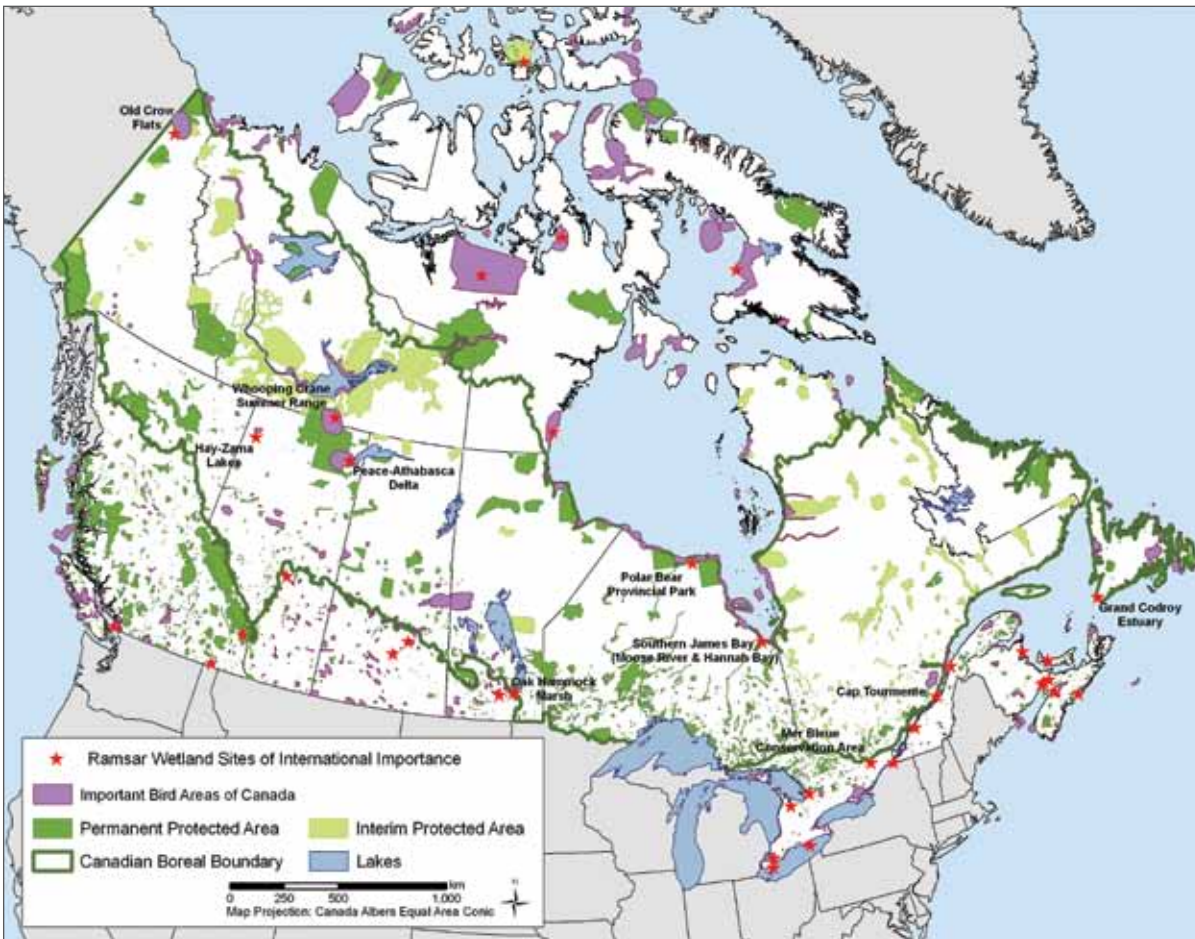 Old Crow
Flats
Whooping Crane
Summer Range
Hay-Zama
Lakes
Peace-Athabasca
Delta
Polar Bear
Provincial Park
Southern James Bay
(Moose River & Hannah Bay)
Grand Codroy
Estuary
Oak Hammock
Marsh
Cap Tourmente
Mer Bleue
Conservation Area
Ramsar Wetland Sites of International Importance
Important Bird Areas of Canada
Permanent Protected Area
Interim Protected Area
Canadian Boreal Boundary
Lakes
km
0 250 500 1,000
Map Projection: Canada Albers Equal Area Conic